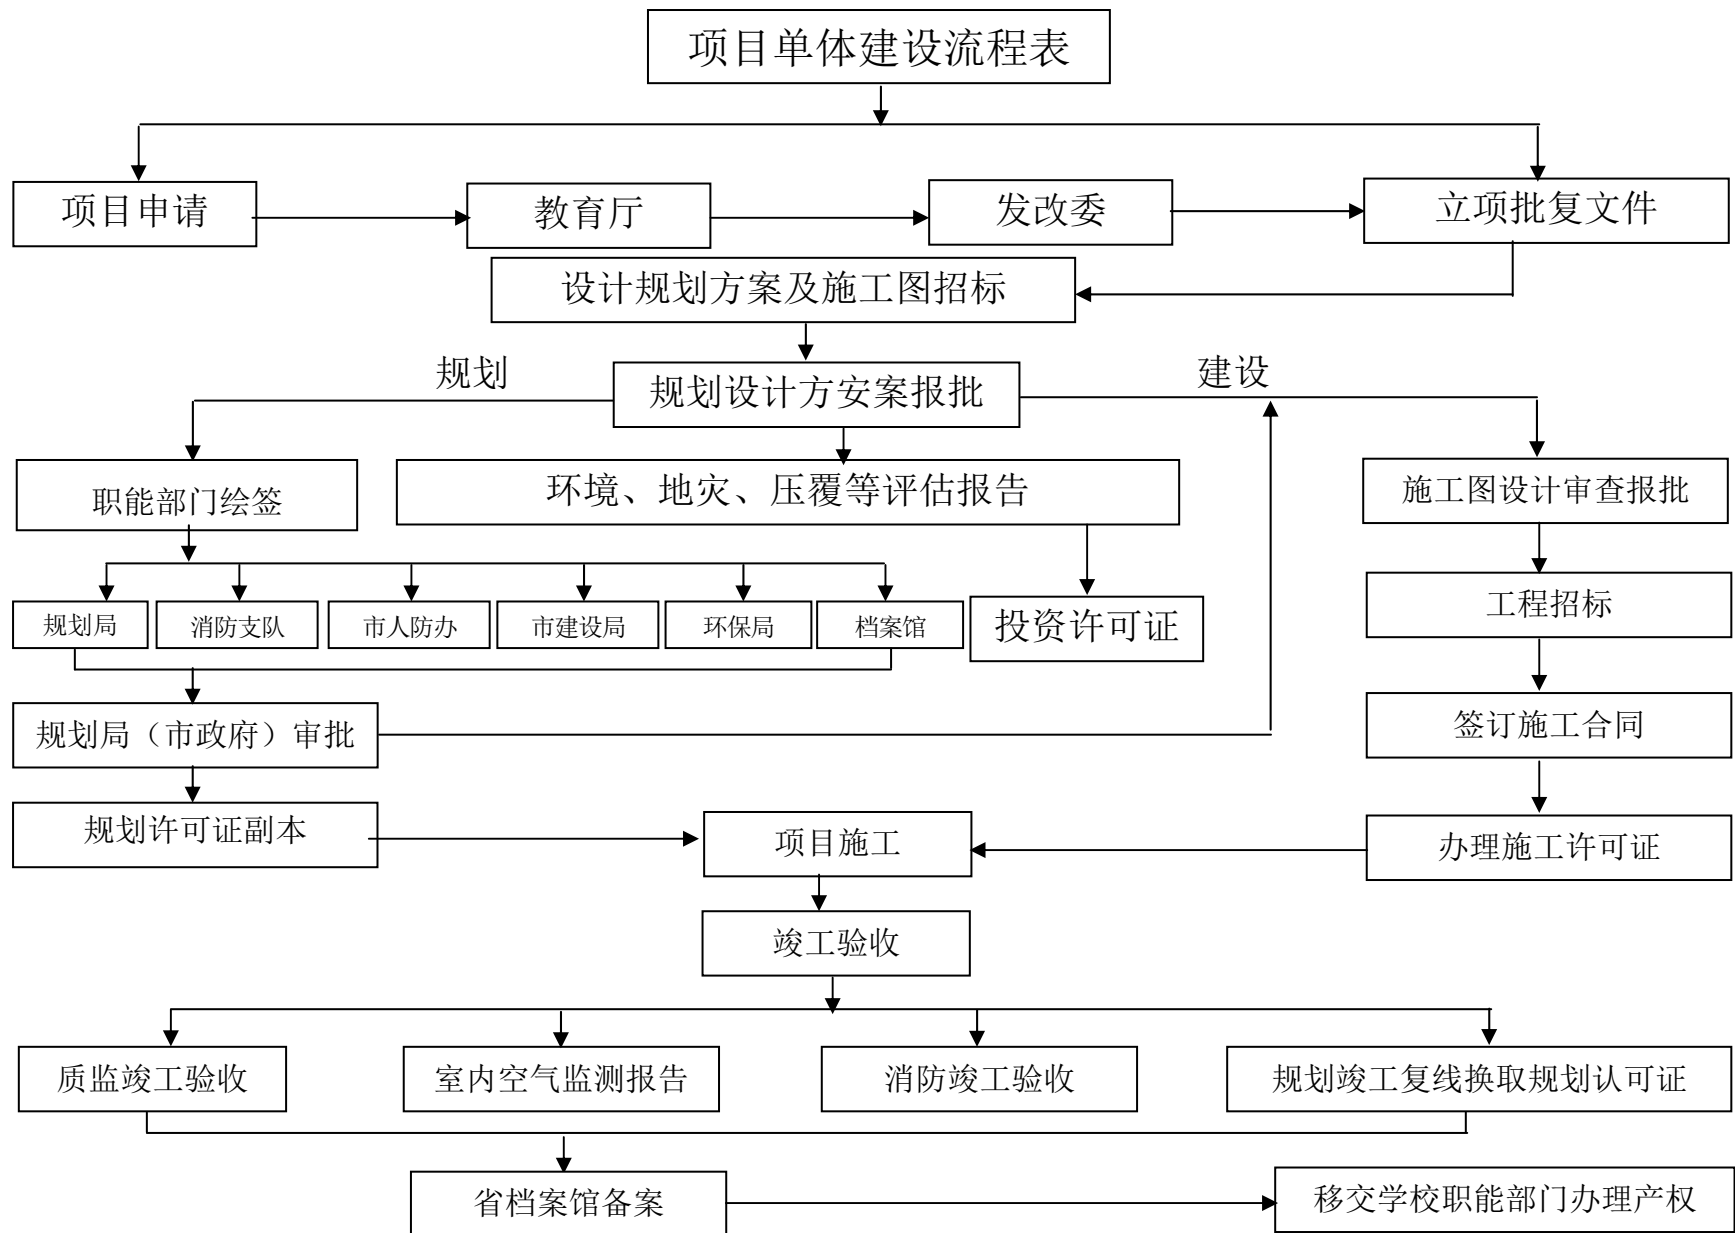 项目单体建设流程表
项目申请
教育厅
发改委
立项批复文件
设计规划方案及施工图招标
规划
规划设计方安案报批
建设
职能部门绘签
环境、地灾、压覆等评估报告
施工图设计审查报批
规划局
消防支队
市人防办
市建设局
环保局
档案馆
投资许可证
工程招标
规划局（市政府）审批
签订施工合同
规划许可证副本
项目施工
办理施工许可证
竣工验收
质监竣工验收
室内空气监测报告
消防竣工验收
规划竣工复线换取规划认可证
省档案馆备案
移交学校职能部门办理产权